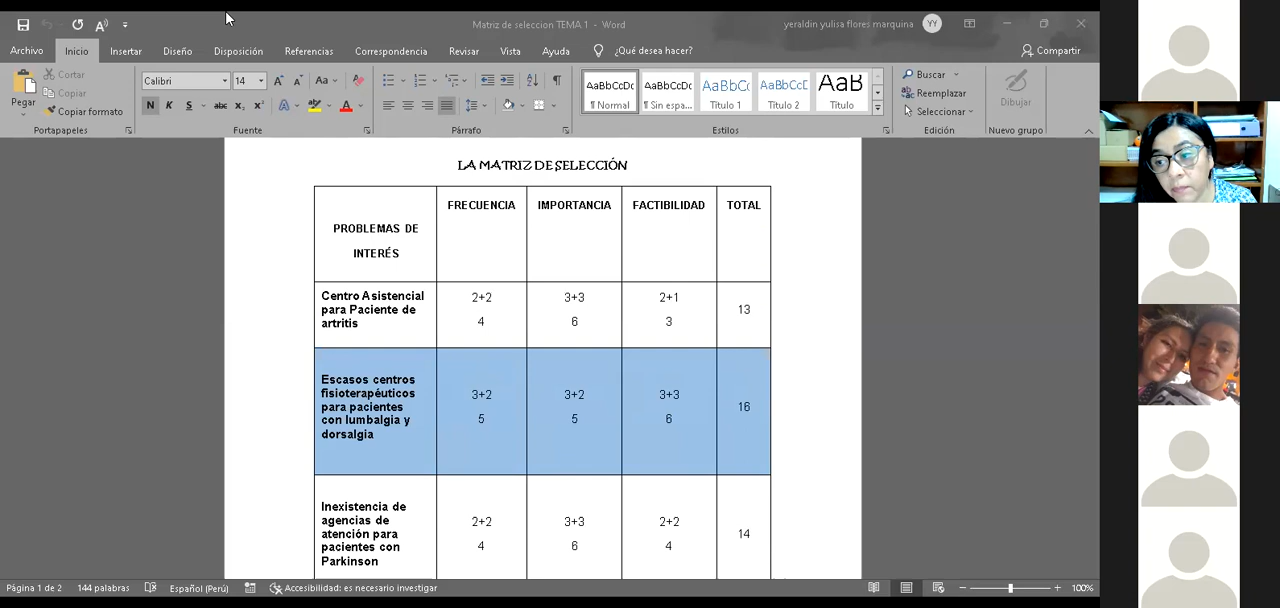 Matriz de seleccion TEMA 1 - Word
yeraldin yulisa flores marquina YY
Archivo Inicio Insertar Diseño Disposición Referencias Correspondencia Revisar Vista Ayuda ¿Qué desea hacer? Compartir
Pegar
Cortar
Copiar
Copiar formato
Portapapeles
Calibri 14
N K S abc x₂ x²
Fuente
Párrafo
AaBbCcDc AaBbCcDc AaBbC AaBbCcC AaB
¶ Normal ¶ Sin espa... Título 1 Título 2 Título
Estilos
Buscar
Reemplazar
Seleccionar
Edición
Dibujar
Nuevo grupo
LA MATRIZ DE SELECCIÓN
PROBLEMAS DE
INTERÉS
FRECUENCIA IMPORTANCIA FACTIBILIDAD TOTAL
Centro Asistencial
para Paciente de
artritis
2+2
4
3+3
6
2+1
3
13
Escasos centros
fisioterapéuticos
para pacientes
con lumbalgia y
dorsalgia
3+2
5
3+2
5
3+3
6
16
Inexistencia de
agencias de
atención para
pacientes con
Parkinson
2+2
4
3+3
6
2+2
4
14
Página 1 de 2 144 palabras Español (Perú) Accesibilidad: es necesario investigar 100%